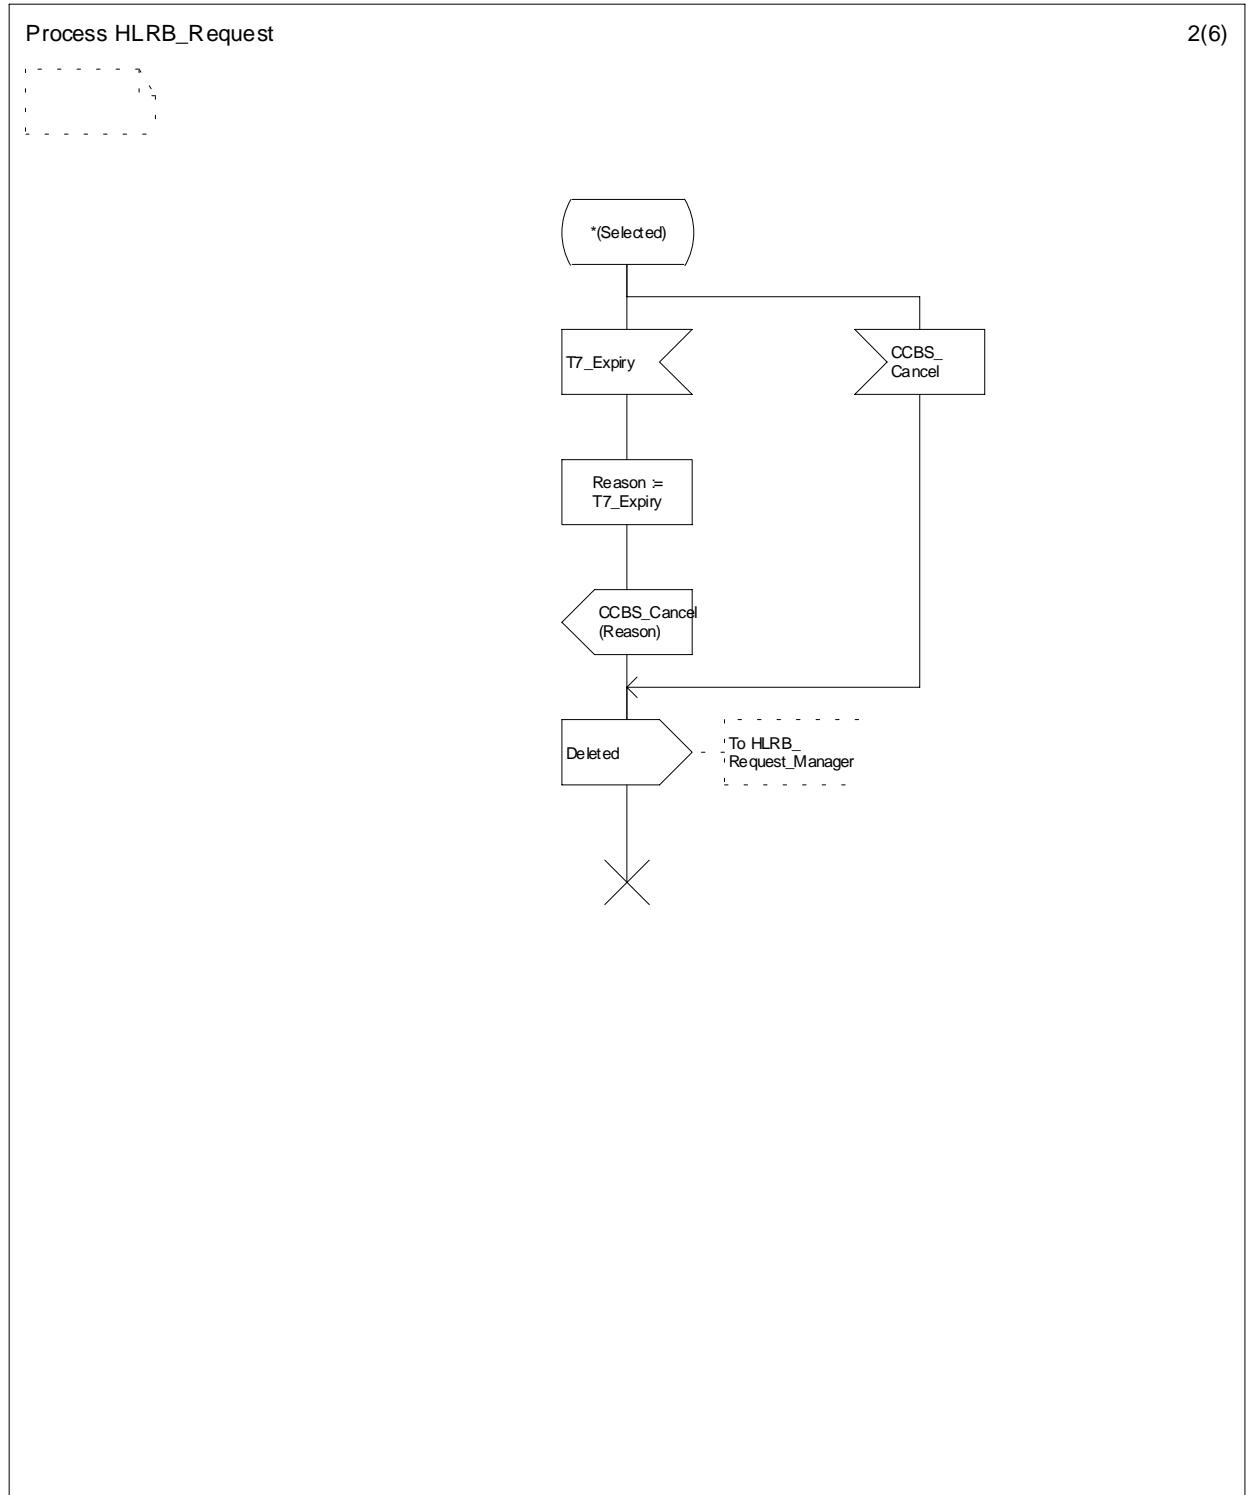 Process HLRB_Request
2(6)
*(Selected)
T7_Expiry
CCBS_
Cancel
Reason :=
T7_Expiry
CCBS_Cancel
(Reason)
Deleted
To HLRB_
Request_Manager